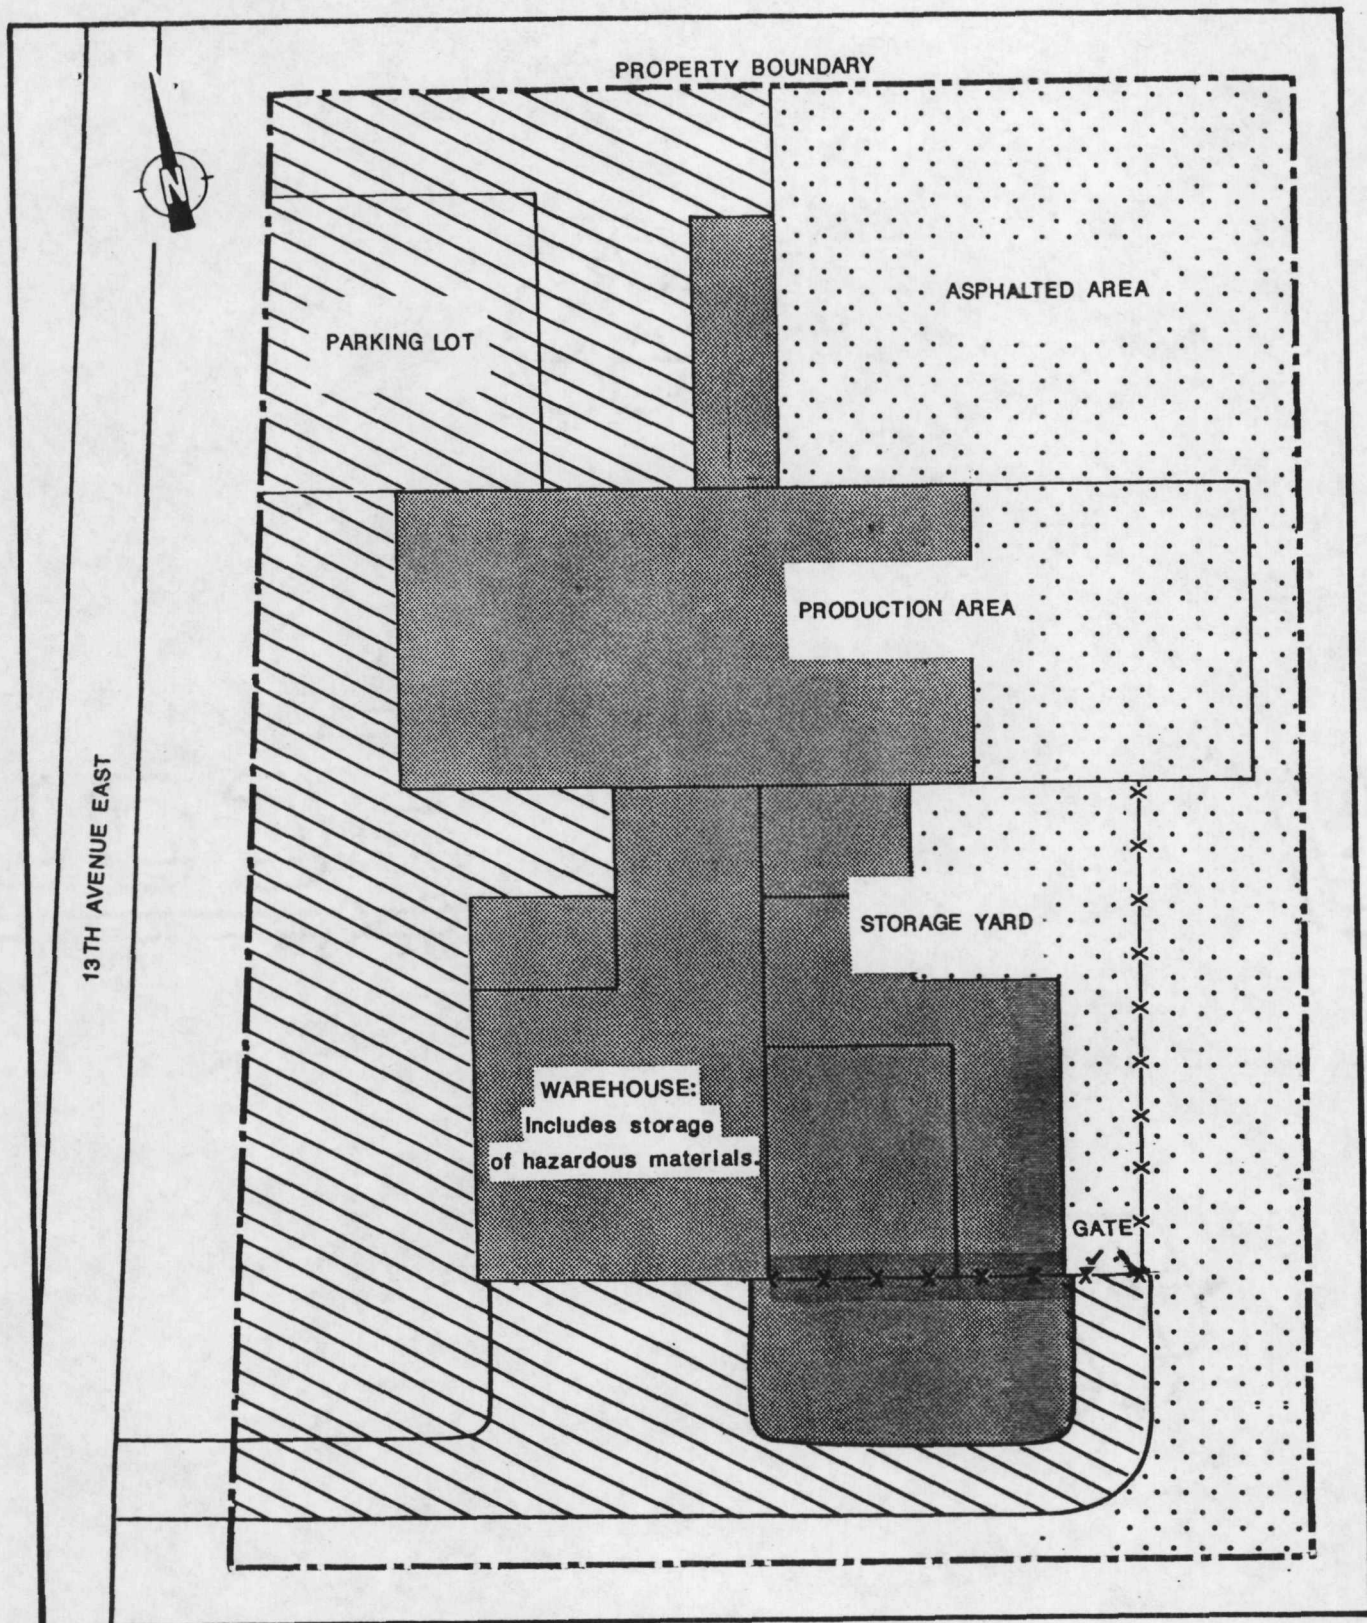 PROPERTY BOUNDARY
N
ASPHALTED AREA
PARKING LOT
PRODUCTION AREA
13TH AVENUE EAST
STORAGE YARD
WAREHOUSE:
Includes storage
of hazardous materials.
GATE